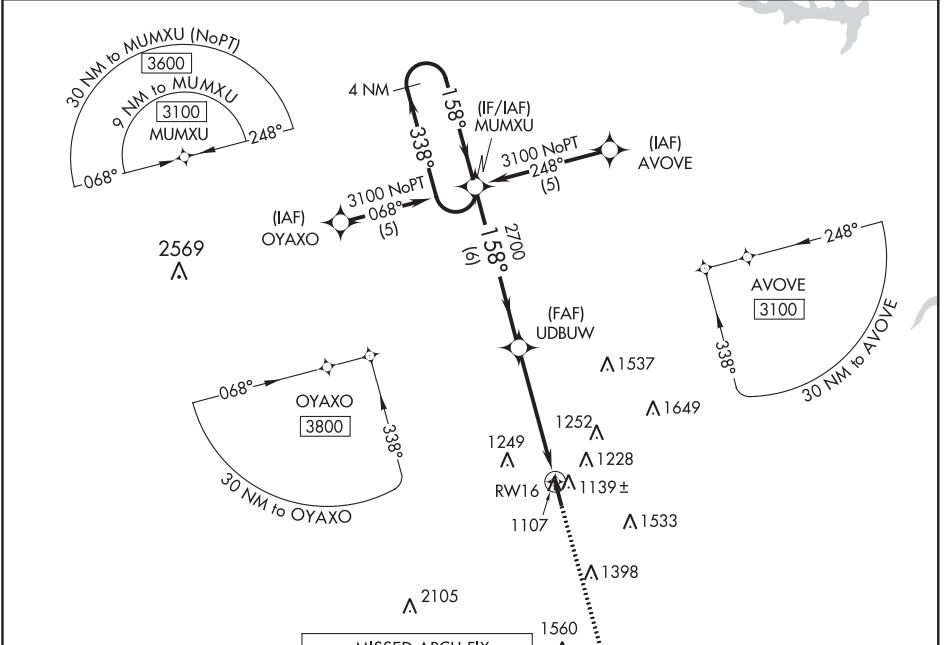 30 NM to MUMXU (NoPT)
3600
9 NM to MUMXU
3100
MUMXU
068°
248°
4 NM
158°
338°
(IF/IAF)
MUMXU
3100 NoPT
248°
(5)
(IAF)
AVOVE
3100 NoPT
068°
(5)
(IAF)
OYAXO
2569
2700
158°
(6)
248°
AVOVE
3100
338°
30 NM to AVOVE
(FAF)
UDBUW
068°
OYAXO
3800
338°
30 NM to OYAXO
1537
1649
1252
1249
1228
RW16
1139±
1107
1533
1398
2105
1560
MISSED APCH FIX